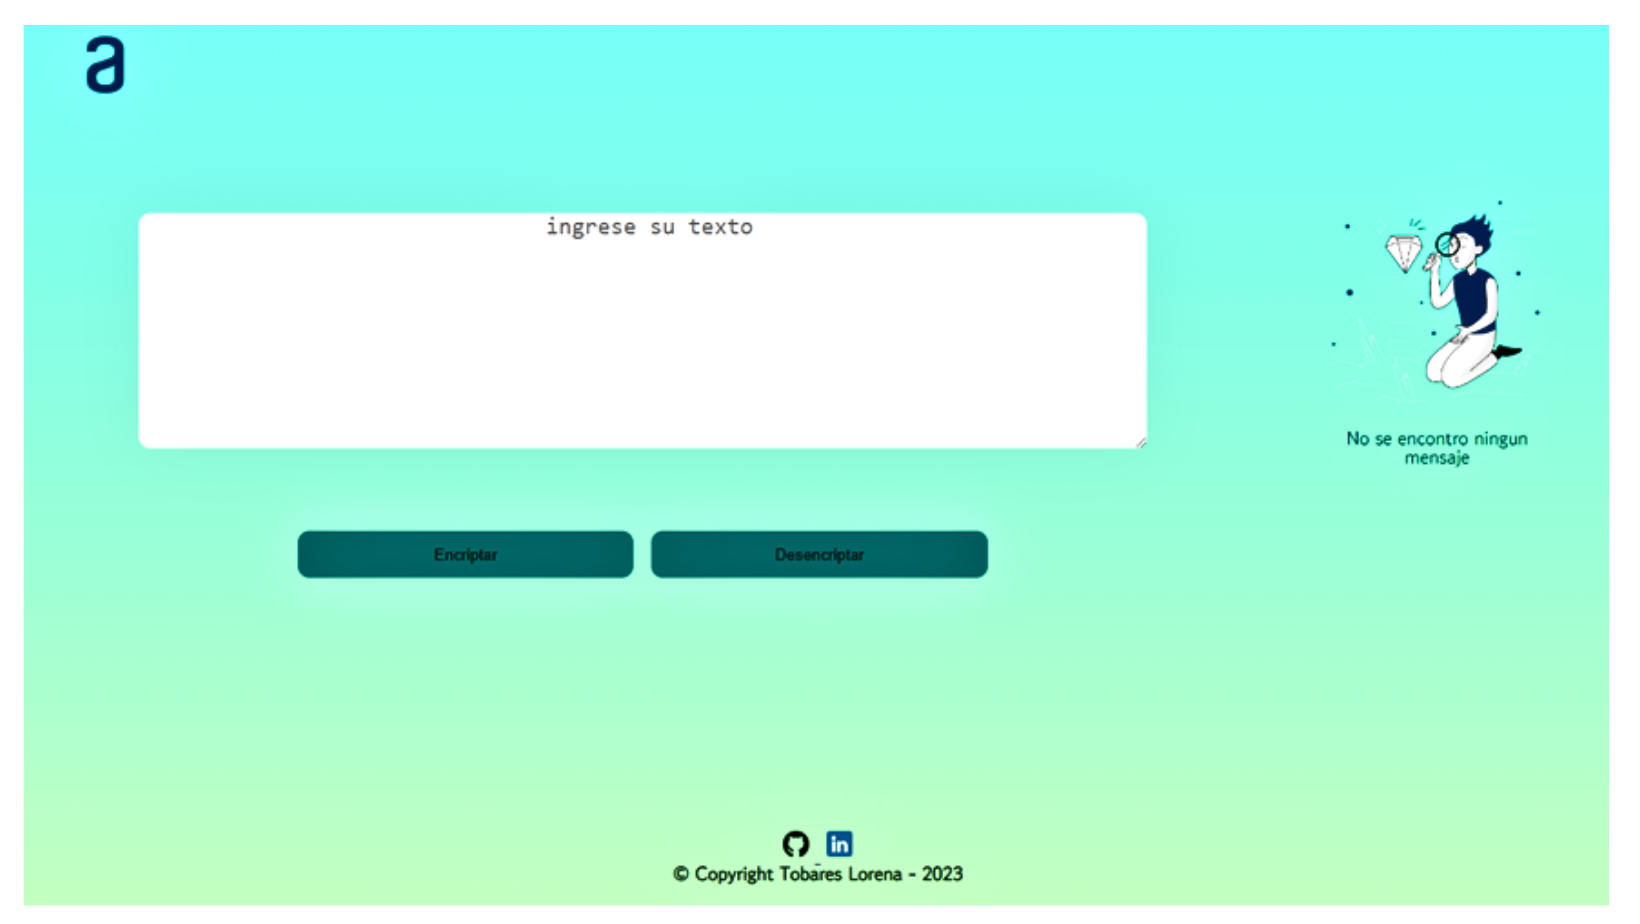 a
ingrese su texto
No se encontro ningun
mensaje
Encriptar
Desencriptar
in
© Copyright Tobares Lorena - 2023